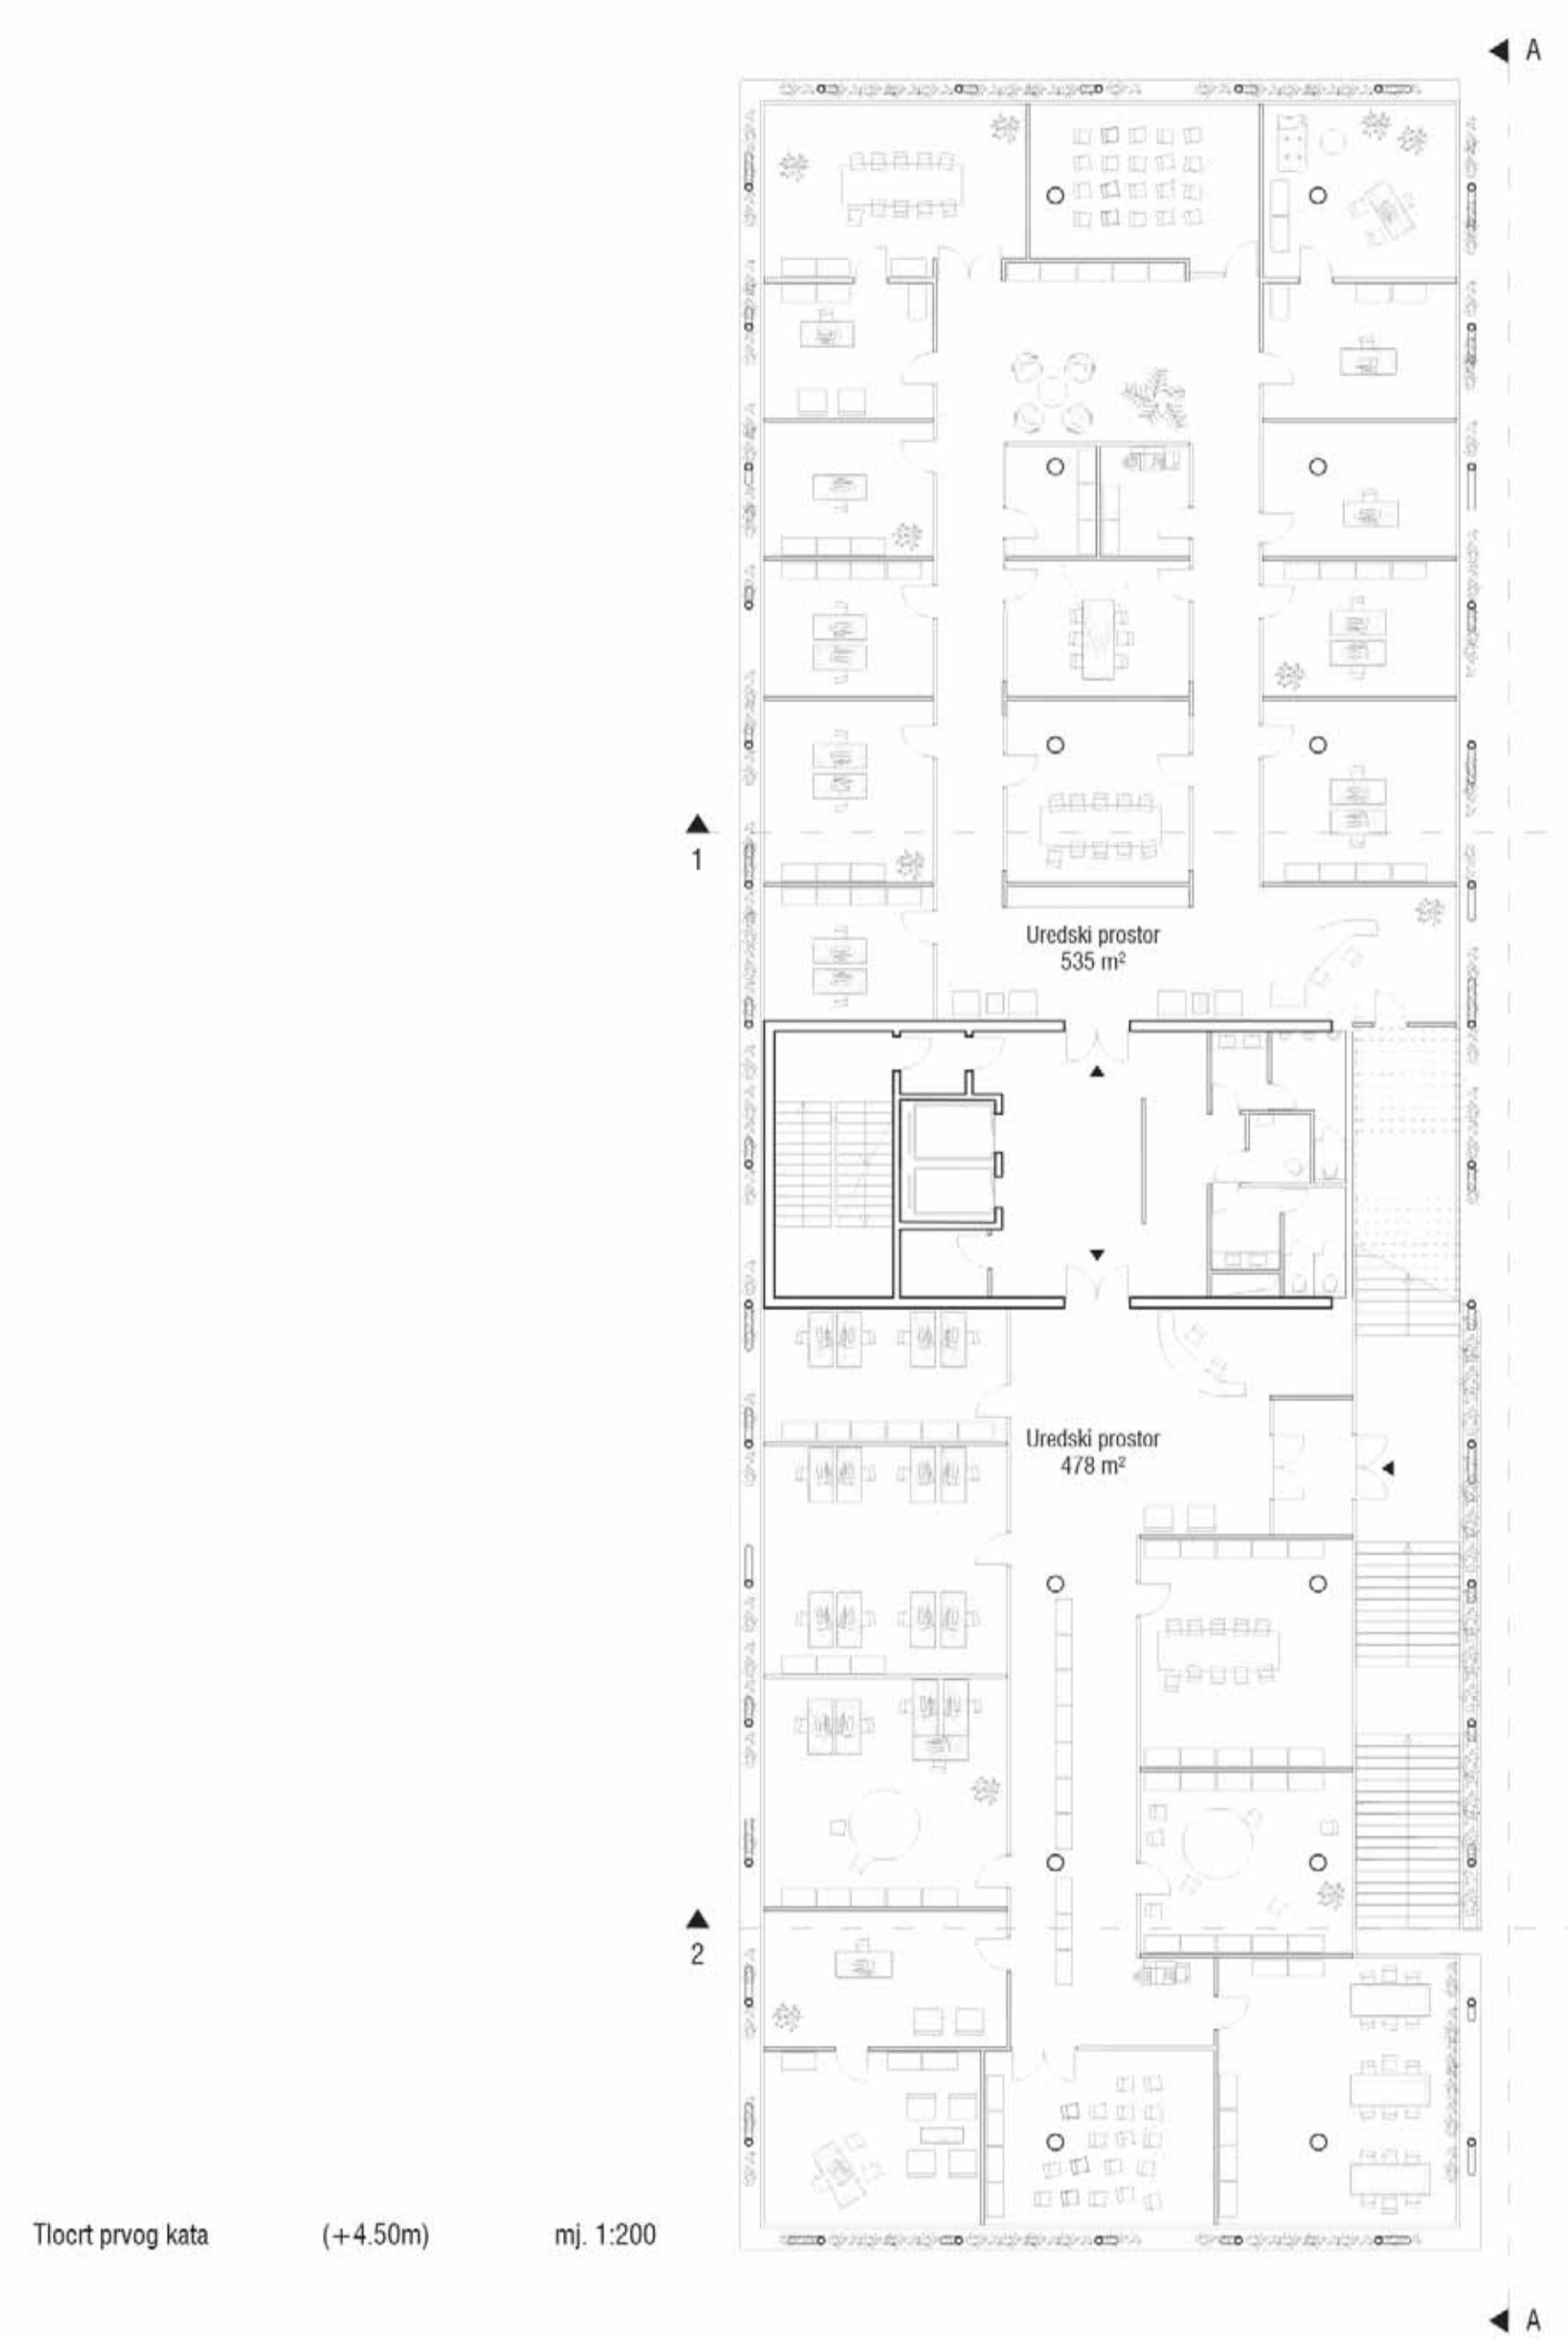 A
1
Uredski prostor
535 m²
Uredski prostor
478 m²
2
Tlocrt prvog kata (+4.50m) mj. 1:200
A